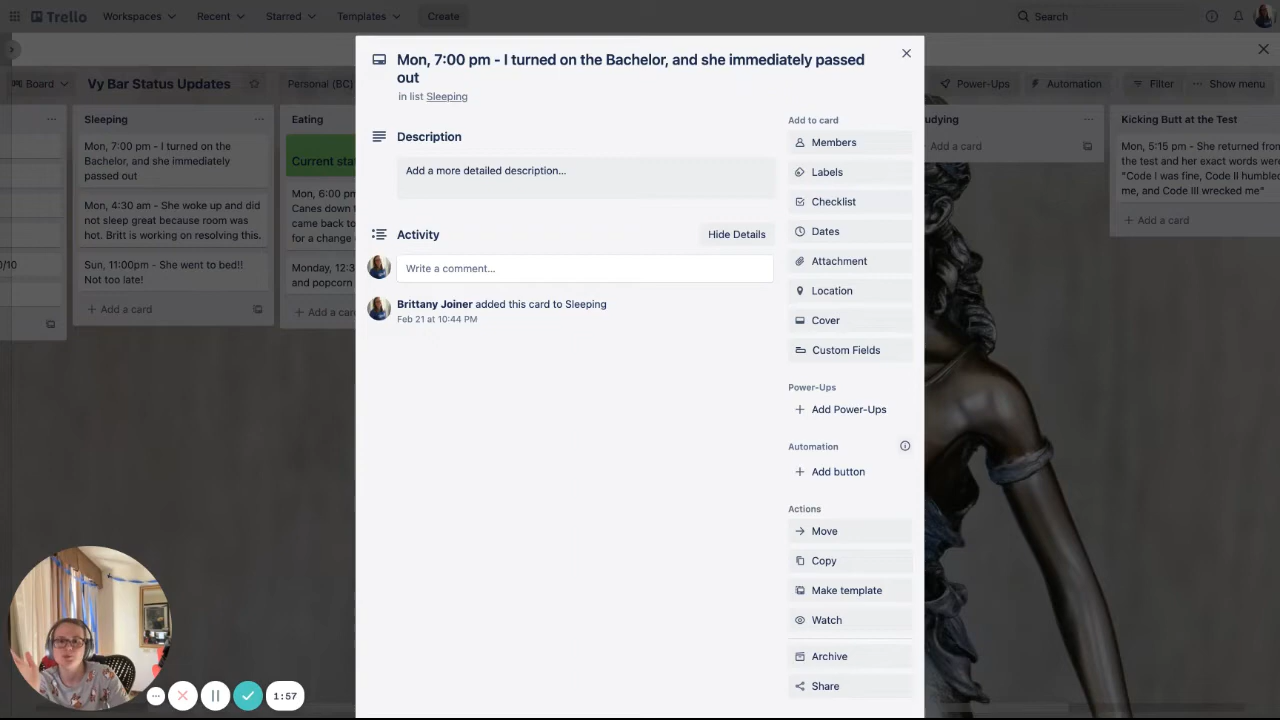 Trello
Workspaces
Recent
Starred
Templates
Create
Search
Board
Vy Bar Status Updates
Personal (BC)
Power-Ups
Automation
Filter
Show menu
/10
Sleeping
Mon, 7:00 pm - I turned on the
Bachelor, and she immediately
passed out
Mon, 4:30 am - She woke up and did
not sleep great because room was
hot. Britt is working on resolving this.
Sun, 11:00pm - She went to bed!!
Not too late!
Add a card
Eating
Current sta
Mon, 6:00 pm
Canes down t
came back to
for a change o
Monday, 12:3
and popcorn
Add a car
Mon, 7:00 pm - I turned on the Bachelor, and she immediately passed
out
in list Sleeping
Description
Add a more detailed description...
Activity
Hide Details
Write a comment...
Brittany Joiner added this card to Sleeping
Feb 21 at 10:44 PM
Add to card
Members
Labels
Checklist
Dates
Attachment
Location
Cover
Custom Fields
Power-Ups
Add Power-Ups
Automation
Add button
Actions
Move
Copy
Make template
Watch
Archive
Share
udying
Add a card
Kicking Butt at the Test
Mon, 5:15 pm - She returned from
the test and her exact words were
"Code I was fine, Code II humbled
me, and Code III wrecked me"
Add a card
1:57